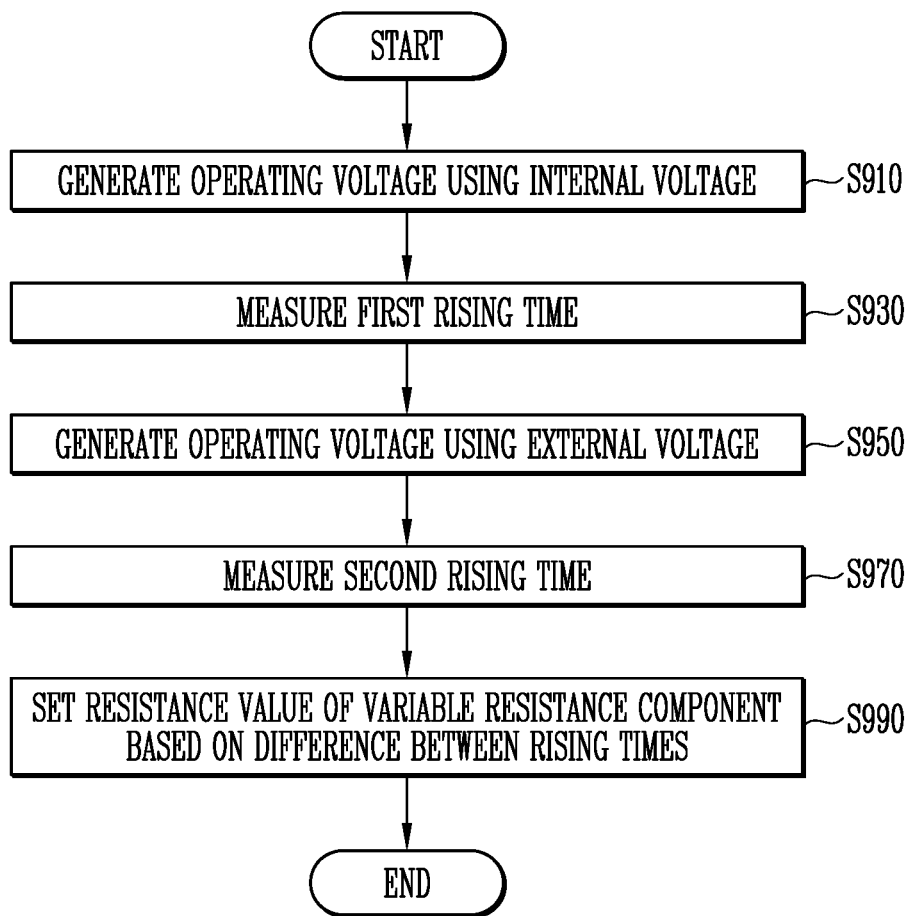 START
GENERATE OPERATING VOLTAGE USING INTERNAL VOLTAGE
S910
MEASURE FIRST RISING TIME
S930
GENERATE OPERATING VOLTAGE USING EXTERNAL VOLTAGE
S950
MEASURE SECOND RISING TIME
S970
SET RESISTANCE VALUE OF VARIABLE RESISTANCE COMPONENT
BASED ON DIFFERENCE BETWEEN RISING TIMES
S990
END